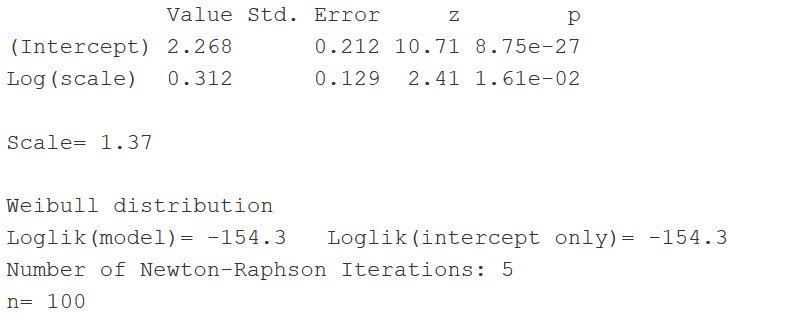 Value Std. Error z p
(Intercept) 2.268 0.212 10.71 8.75e-27
Log(scale) 0.312 0.129 2.41 1.61e-02
Scale= 1.37
Weibull distribution
Loglik(model)= -154.3 Loglik(intercept only)= -154.3
Number of Newton-Raphson Iterations: 5
n= 100